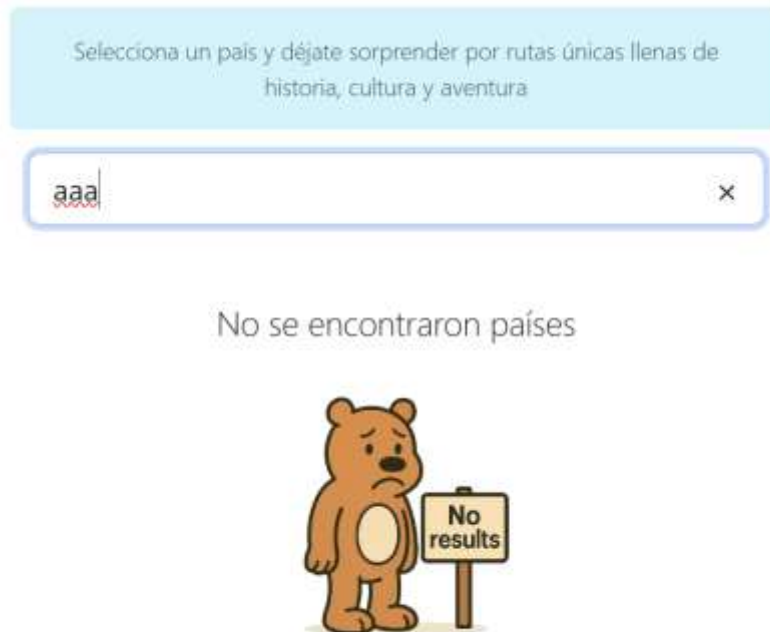 Selecciona un país y déjate sorprender por rutas únicas llenas de
historia, cultura y aventura
aaa
No se encontraron países
No
results